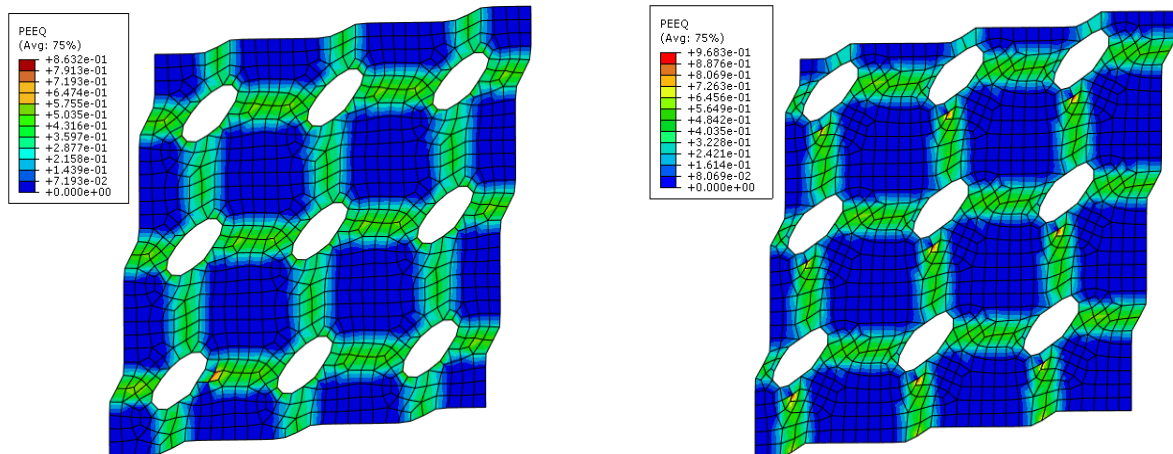 PEEQ
(Avg: 75%)
+8.632e-01
+7.913e-01
+7.193e-01
+6.474e-01
+5.755e-01
+5.035e-01
+4.316e-01
+3.597e-01
+2.877e-01
+2.158e-01
+1.439e-01
+7.193e-02
+0.000e+00
PEEQ
(Avg: 75%)
+9.683e-01
+8.876e-01
+8.069e-01
+7.263e-01
+6.456e-01
+5.649e-01
+4.842e-01
+4.035e-01
+3.228e-01
+2.421e-01
+1.614e-01
+8.069e-02
+0.000e+00